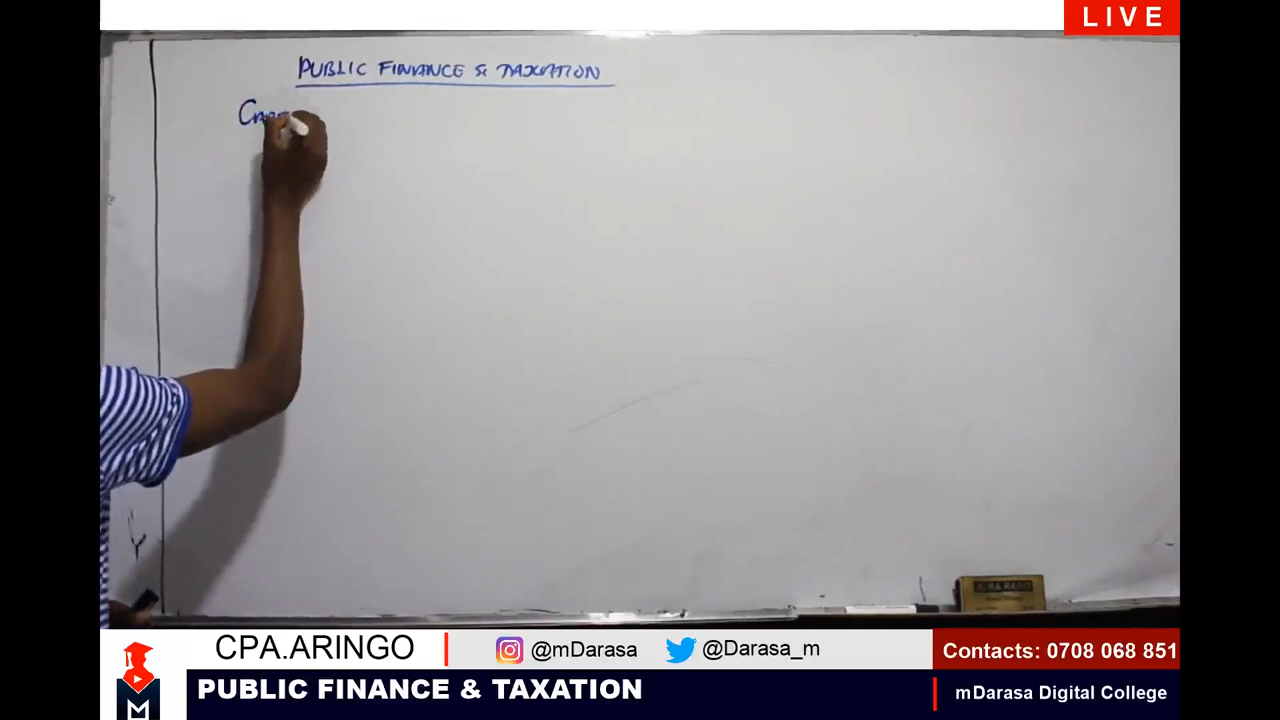 LIVE
PUBLIC FINANCE & TAXATION
CPA.ARINGO
@mDarasa
@Darasa_m
Contacts: 0708 068 851
PUBLIC FINANCE & TAXATION
mDarasa Digital College